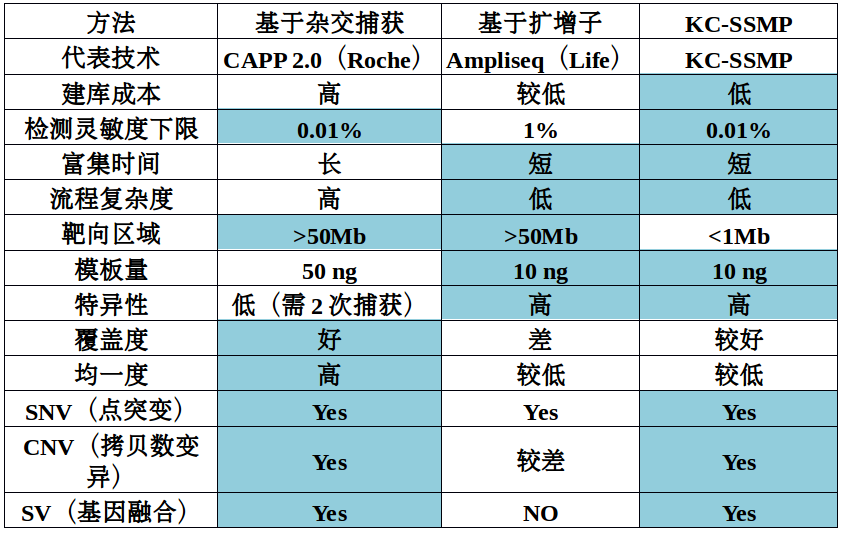 方法 基于杂交捕获 基于扩增子 KC-SSMP
代表技术 CAPP 2.0（Roche） Ampliseq（Life） KC-SSMP
建库成本 高 较低 低
检测灵敏度下限 0.01% 1% 0.01%
富集时间 长 短 短
流程复杂度 高 低 低
靶向区域 >50Mb >50Mb <1Mb
模板量 50 ng 10 ng 10 ng
特异性 低（需 2 次捕获） 高 高
覆盖度 好 差 较好
均一度 高 较低 较低
SNV（点突变） Yes Yes Yes
CNV（拷贝数变
异） Yes 较差 Yes
SV（基因融合） Yes NO Yes